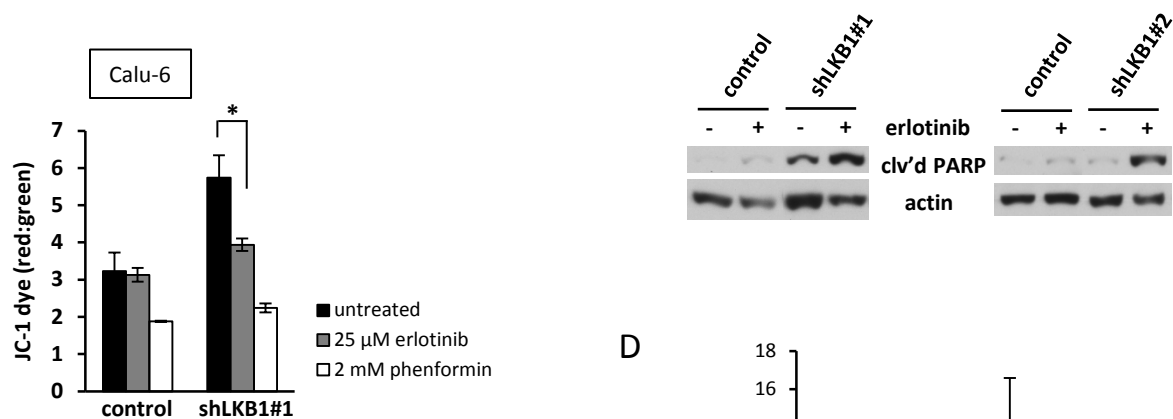 Calu-6
*
7
6
5
4
3
2
1
0
JC-1 dye (red:green)
control shLKB1#1
untreated
25 µM erlotinib
2 mM phenformin
control shLKB1#1 control shLKB1#2
- + - + erlotinib - + - +
clv'd PARP
actin
D
18
16